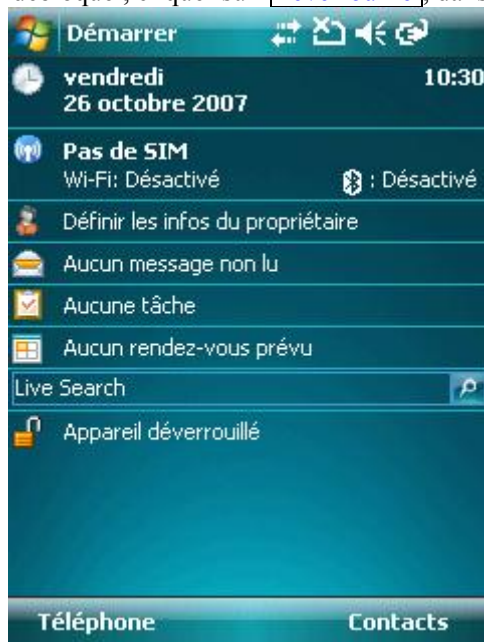 Démarrer
vendredi 10:30
26 octobre 2007
Pas de SIM
Wi-Fi: Désactivé : Désactivé
Définir les infos du propriétaire
Aucun message non lu
Aucune tâche
Aucun rendez-vous prévu
Live Search
Appareil déverrouillé
Téléphone Contacts